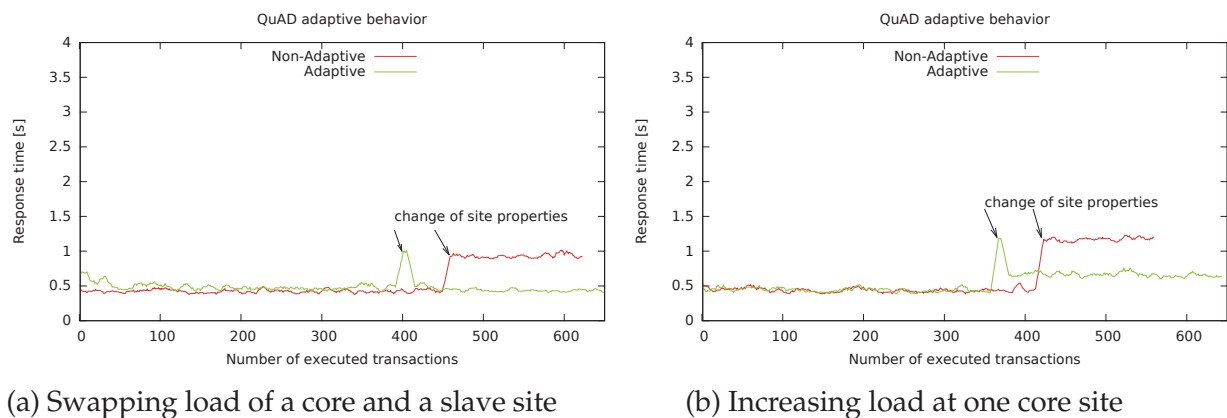 QuAD adaptive behavior
4
3.5
3
2.5
2
1.5
1
0.5
0
Response time [s]
Non-Adaptive
Adaptive
change of site properties
0 100 200 300 400 500 600
Number of executed transactions
(a) Swapping load of a core and a slave site
QuAD adaptive behavior
4
3.5
3
2.5
2
1.5
1
0.5
0
Response time [s]
Non-Adaptive
Adaptive
change of site properties
0 100 200 300 400 500 600
Number of executed transactions
(b) Increasing load at one core site